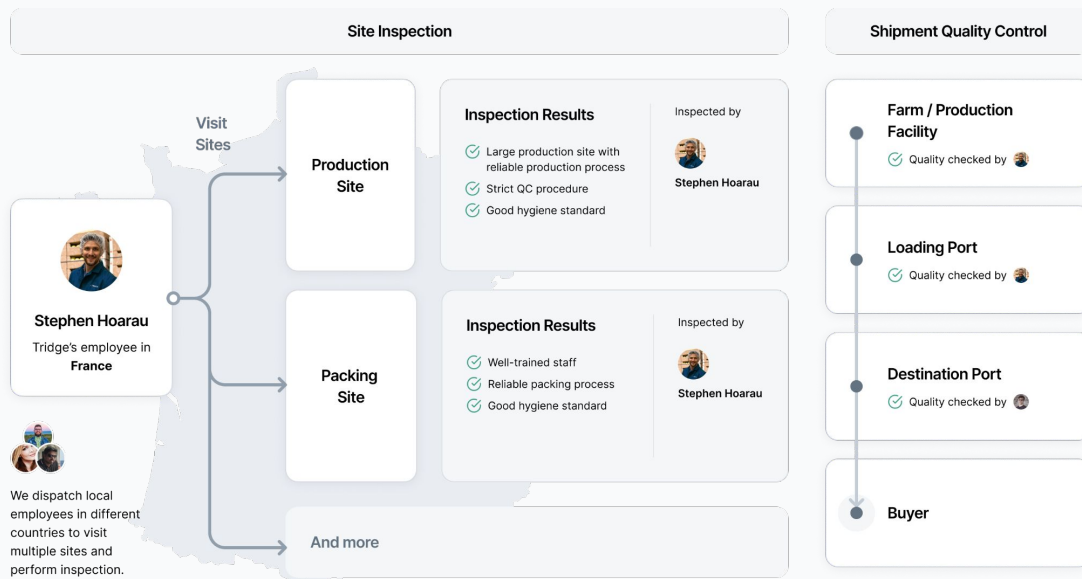 Site Inspection
Shipment Quality Control
Visit
Sites
Stephen Hoarau
Tridge's employee in
France
We dispatch local
employees in different
countries to visit
multiple sites and
perform inspection.
Production
Site
Inspection Results
Large production site with
reliable production process
Strict QC procedure
Good hygiene standard
Inspected by
Stephen Hoarau
Packing
Site
Inspection Results
Well-trained staff
Reliable packing process
Good hygiene standard
Inspected by
Stephen Hoarau
And more
Farm / Production
Facility
Quality checked by
Loading Port
Quality checked by
Destination Port
Quality checked by
Buyer